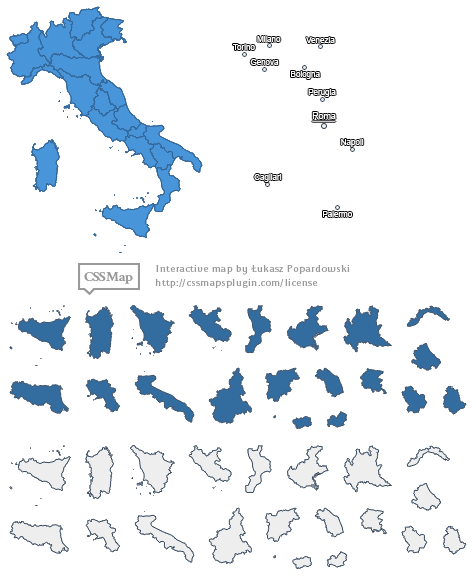 Milano
Venezia
Torino
Genova
Bologna
Perugia
Roma
Napoli
Cagliari
Palermo
CSSMap
Interactive map by Łukasz Popardowski
http://cssmapsplugin.com/license